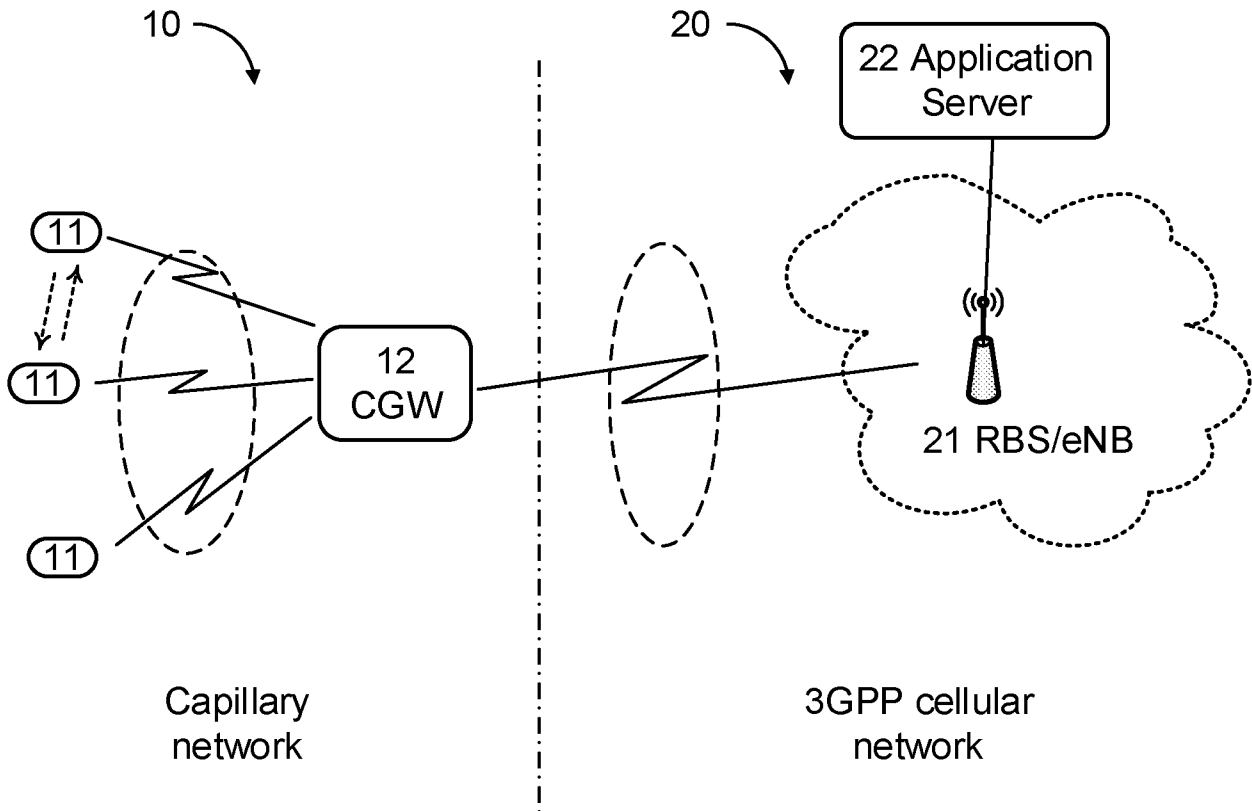 10
20
22 Application
Server
11
11
12
CGW
21 RBS/eNB
11
Capillary
network
3GPP cellular
network